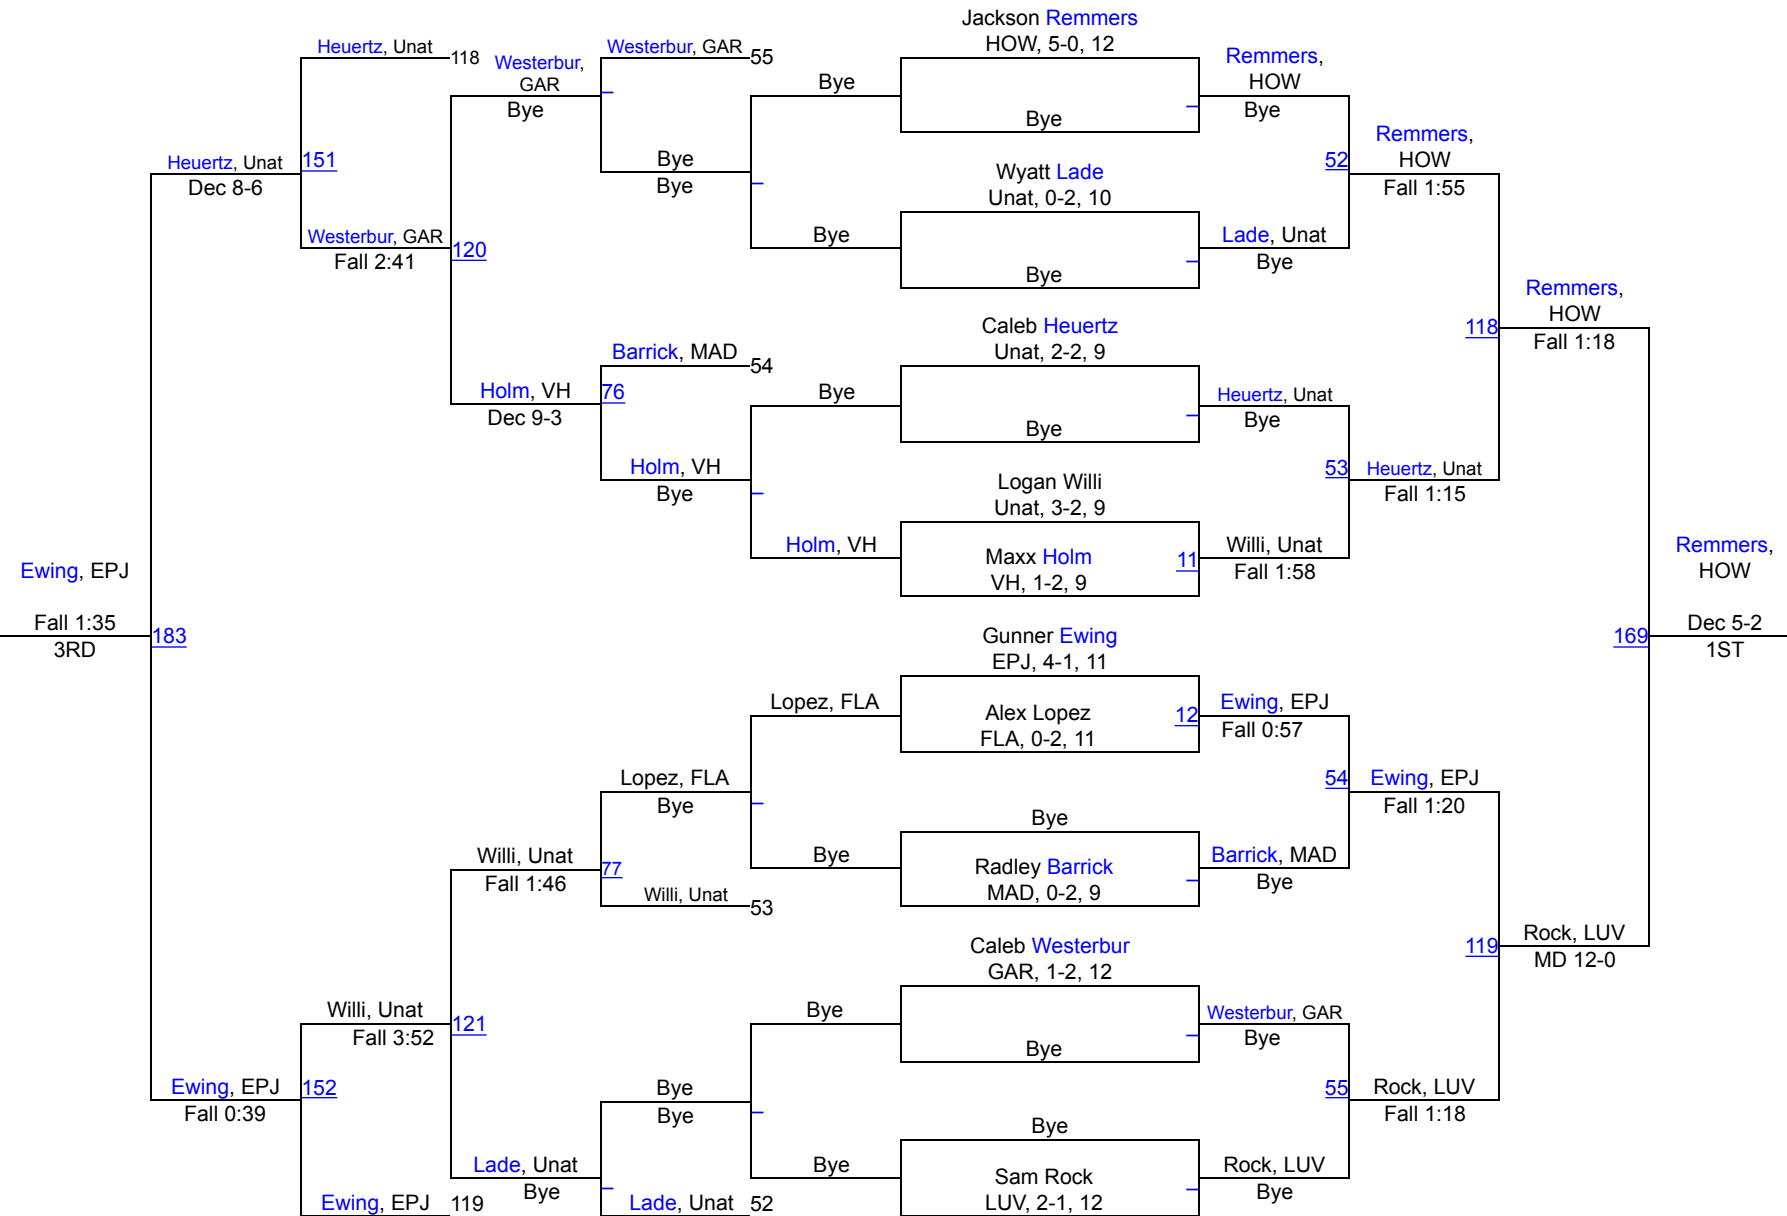 Jackson Remmers
HOW, 5-0, 12
Heuertz, Unat
118
Westerbur,
GAR
Bye
Westerbur, GAR
55
Bye
Bye
Remmers,
HOW
Bye
Remmers,
HOW
Fall 1:55
52
Heuertz, Unat
Dec 8-6
151
Bye
Bye
Wyatt Lade
Unat, 0-2, 10
Bye
Bye
Lade, Unat
Bye
Westerbur, GAR
Fall 2:41
120
Remmers,
HOW
Fall 1:18
118
Caleb Heuertz
Unat, 2-2, 9
Barrick, MAD
54
Holm, VH
Dec 9-3
76
Bye
Bye
Heuertz, Unat
Bye
Holm, VH
Bye
Logan Willi
Unat, 3-2, 9
53
Heuertz, Unat
Fall 1:15
Holm, VH
Maxx Holm
VH, 1-2, 9
11
Willi, Unat
Fall 1:58
Ewing, EPJ
Fall 1:35
3RD
183
Remmers,
HOW
Dec 5-2
1ST
169
Gunner Ewing
EPJ, 4-1, 11
Lopez, FLA
Alex Lopez
FLA, 0-2, 11
12
Ewing, EPJ
Fall 0:57
Lopez, FLA
Bye
54
Ewing, EPJ
Fall 1:20
Bye
Willi, Unat
Fall 1:46
77
Bye
Radley Barrick
MAD, 0-2, 9
Barrick, MAD
Bye
Willi, Unat
53
Caleb Westerbur
GAR, 1-2, 12
119
Rock, LUV
MD 12-0
Willi, Unat
Fall 3:52
121
Bye
Bye
Westerbur, GAR
Bye
Ewing, EPJ
Fall 0:39
152
Bye
Bye
55
Rock, LUV
Fall 1:18
Bye
Lade, Unat
Bye
Bye
Sam Rock
LUV, 2-1, 12
Rock, LUV
Bye
Ewing, EPJ
119
Lade, Unat
52